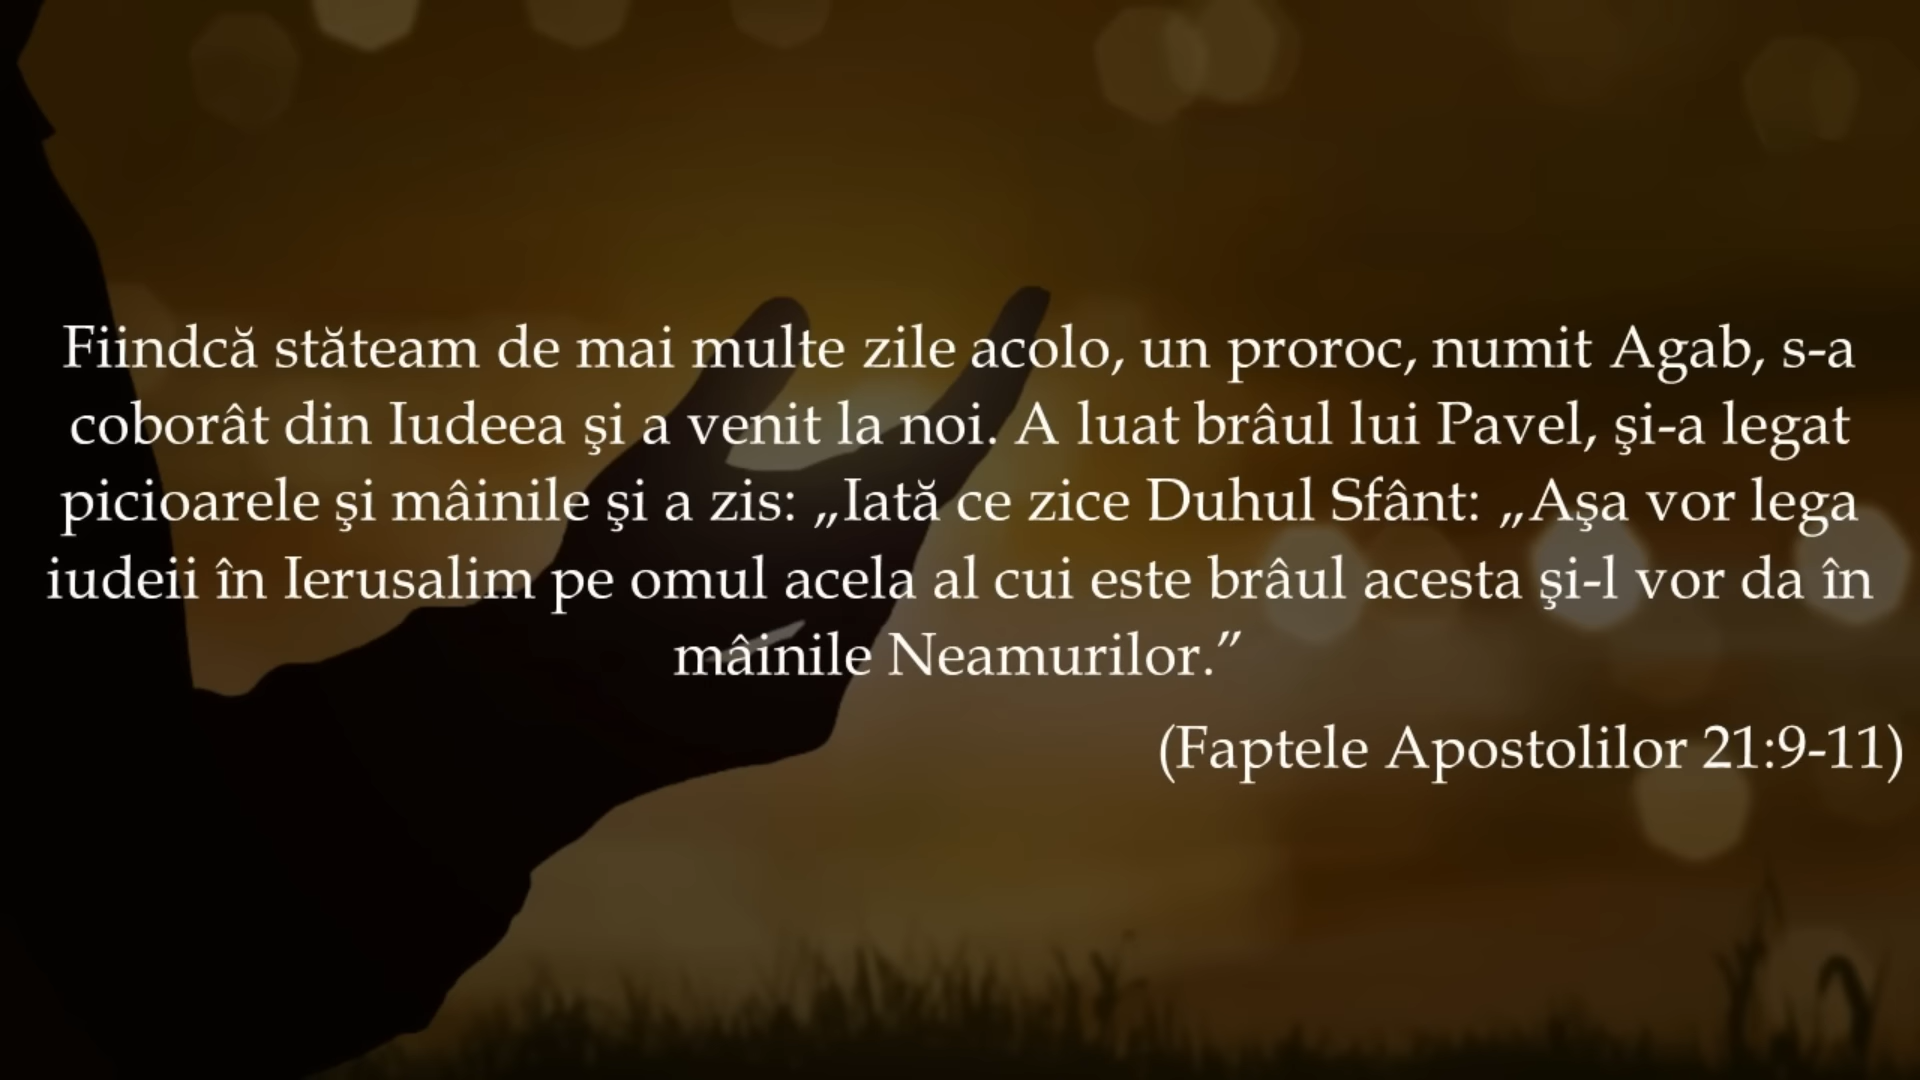 Fiindcă stăteam de mai multe zile acolo, un proroc, numit Agab, s-a
coborât din Iudeea şi a venit la noi. A luat brâul lui Pavel, şi-a legat
picioarele şi mâinile şi a zis: „Iată ce zice Duhul Sfânt: „Aşa vor lega
iudeii în Ierusalim pe omul acela al cui este brâul acesta şi-l vor da în
mâinile Neamurilor.”
(Faptele Apostolilor 21:9-11)